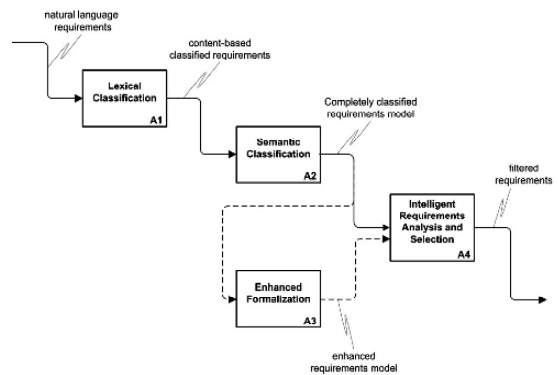 natural language
requirements
content-based
classified requirements
Lexical
Classification
A1
Completely classified
requirements model
Semantic
Classification
A2
filtered
requirements
Intelligent
Requirements
Analysis and
Selection
A4
Enhanced
Formalization
A3
enhanced
requirements model